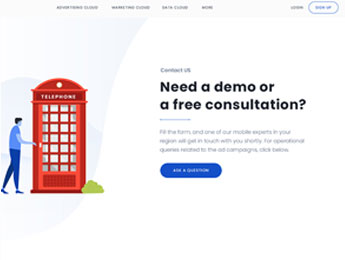 ADVERTISING CLOUD MARKETING CLOUD DATA CLOUD MORE LOGIN SIGN UP
Contact US
Need a demo or
a free consultation?
TELEPHONE
Fill the form, and one of our mobile experts in your
region will get in touch with you shortly. For operational
queries related to the ad campaigns, click below.
ASK A QUESTION